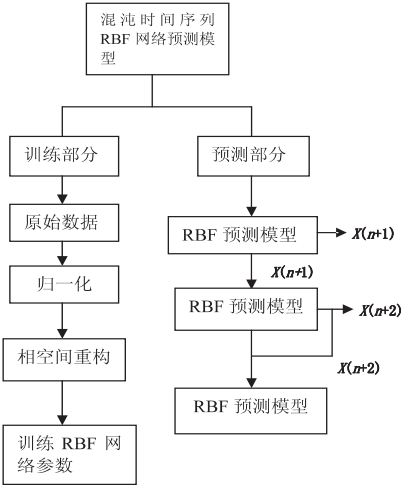 混沌时间序列
RBF 网络预测模
型
训练部分
预测部分
原始数据
RBF 预测模型
X(n+1)
归一化
X(n+1)
RBF 预测模型
X(n+2)
相空间重构
X(n+2)
RBF 预测模型
训练 RBF 网
络参数